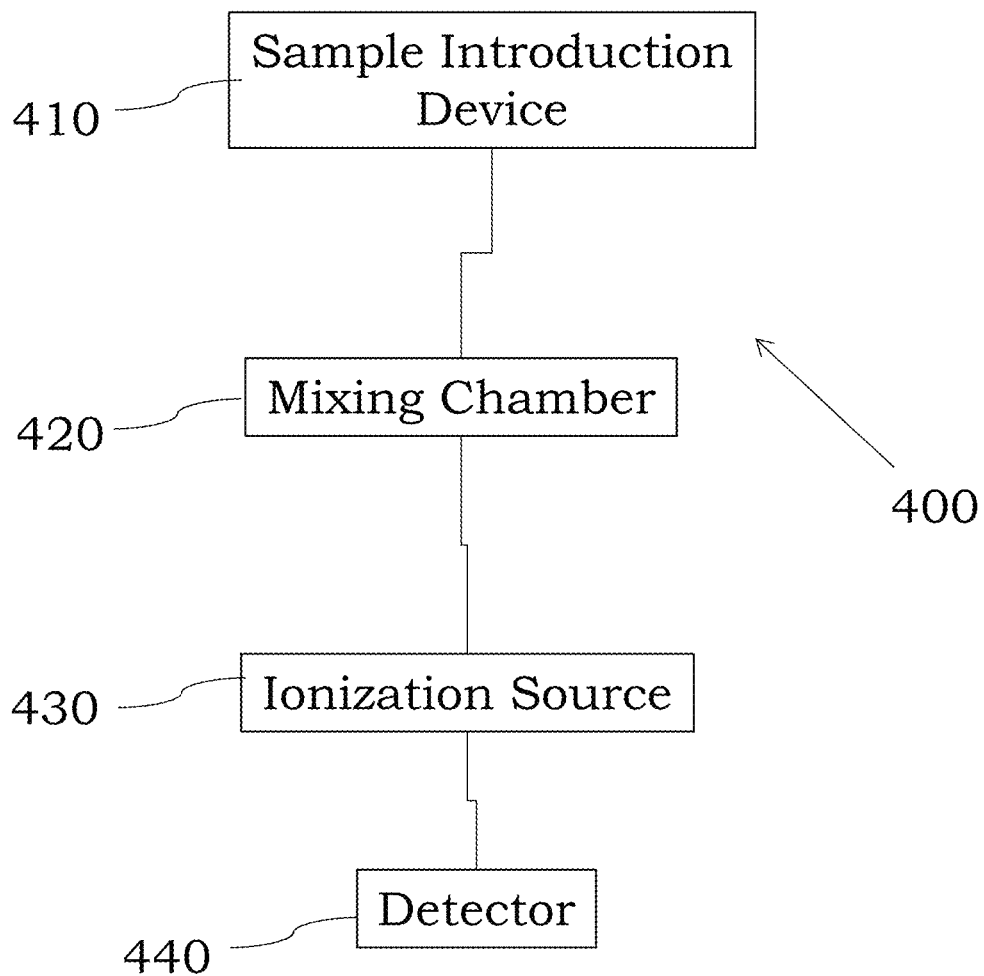 Sample Introduction
Device
410
Mixing Chamber
420
400
Ionization Source
430
Detector
440